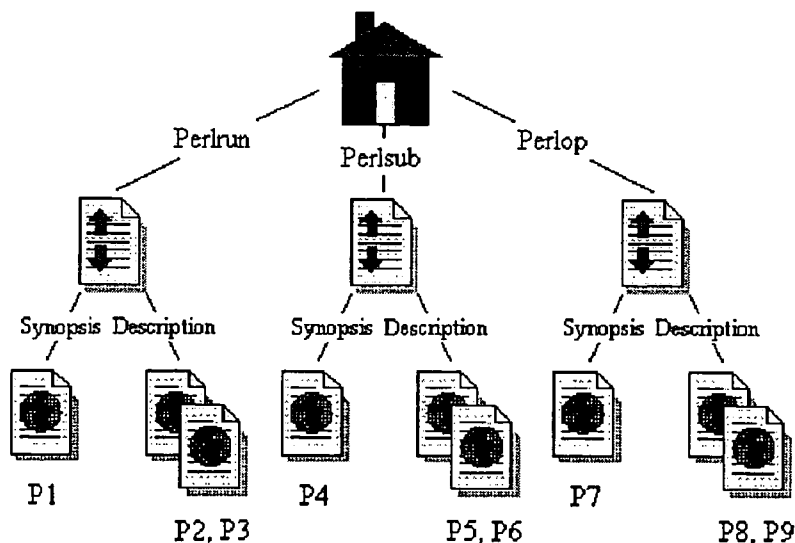 Perlrun
Perlsub
Perlop
Synopsis Description
Synopsis Description
Synopsis Description
P1
P4
P7
P2, P3
P5, P6
P8, P9